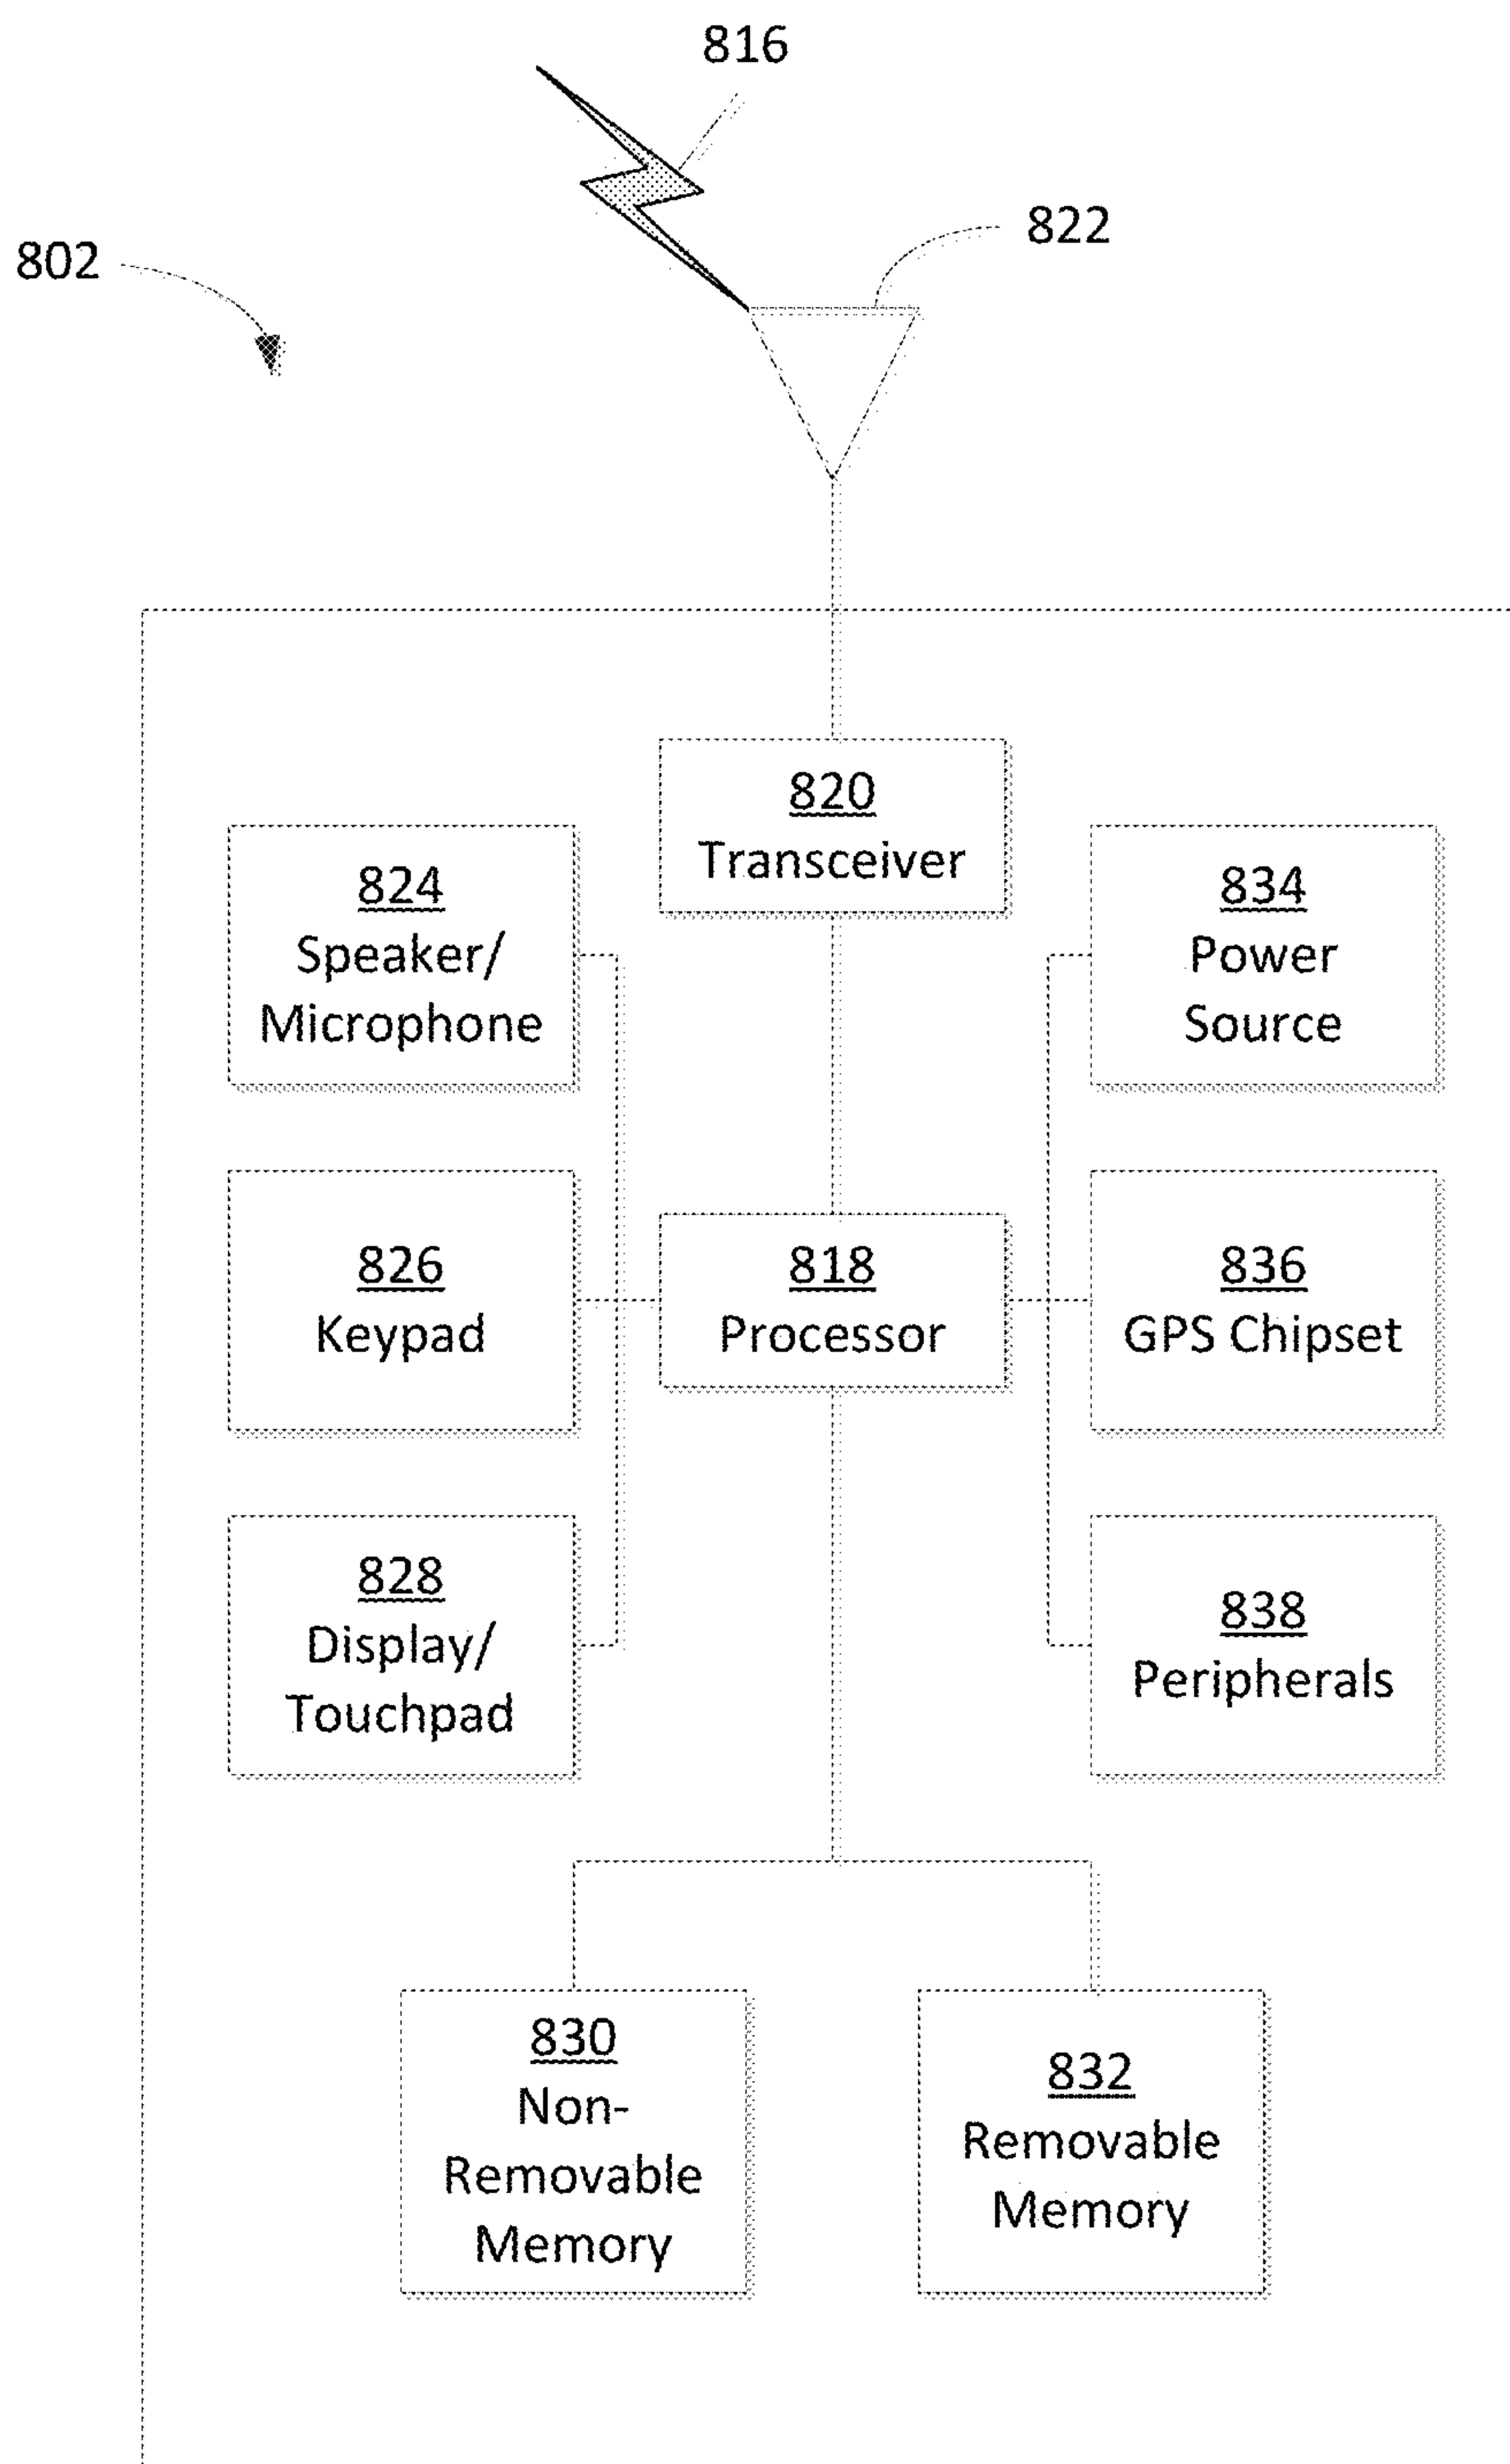 816
822
802
820
Transceiver
824
Speaker/
Microphone
834
Power
Source
826
Keypad
818
Processor
836
GPS Chipset
828
Display/
Touchpad
838
Peripherals
830
Non-
Removable
Memory
832
Removable
Memory